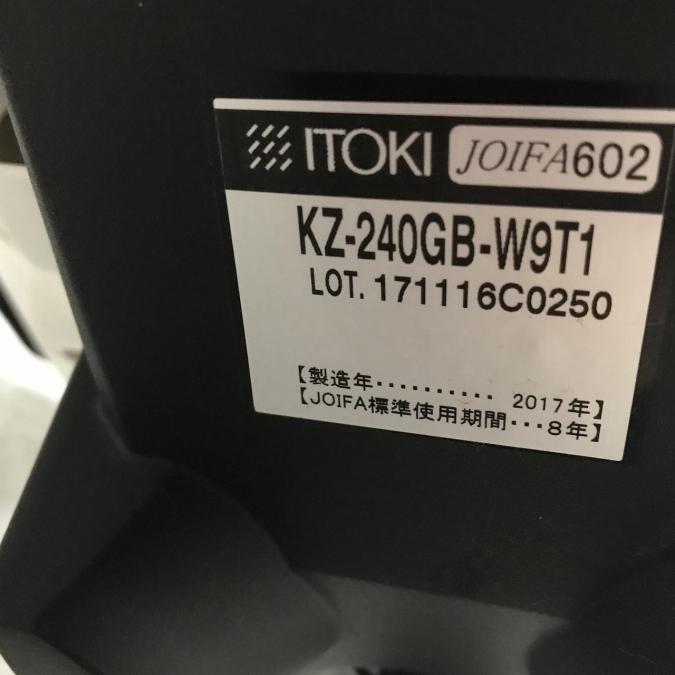 ITOKI JOIFA602
KZ-240GB-W9T1
LOT. 171116C0250
【製造年・・・・・・・・・・ 2017年】
【JOIFA標準使用期間・・・8年】